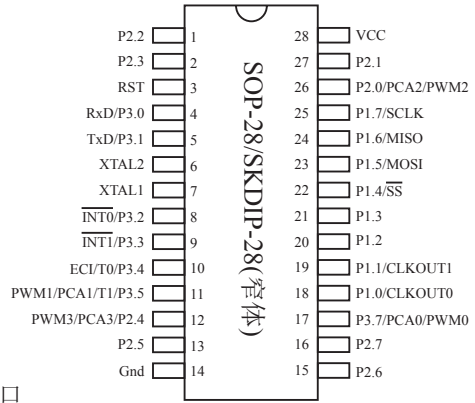 P2.2 1 28 VCC
P2.3 2 27 P2.1
RST 3 26 P2.0/PCA2/PWM2
RxD/P3.0 4 25 P1.7/SCLK
TxD/P3.1 5 24 P1.6/MISO
XTAL2 6 23 P1.5/MOSI
XTAL1 7 22 P1.4/S̅S̅
I̅N̅T̅0̅/P3.2 8 21 P1.3
I̅N̅T̅1̅/P3.3 9 20 P1.2
ECI/T0/P3.4 10 19 P1.1/CLKOUT1
PWM1/PCA1/T1/P3.5 11 18 P1.0/CLKOUT0
PWM3/PCA3/P2.4 12 17 P3.7/PCA0/PWM0
P2.5 13 16 P2.7
Gnd 14 15 P2.6
SOP-28/SKDIP-28(窄体)
口